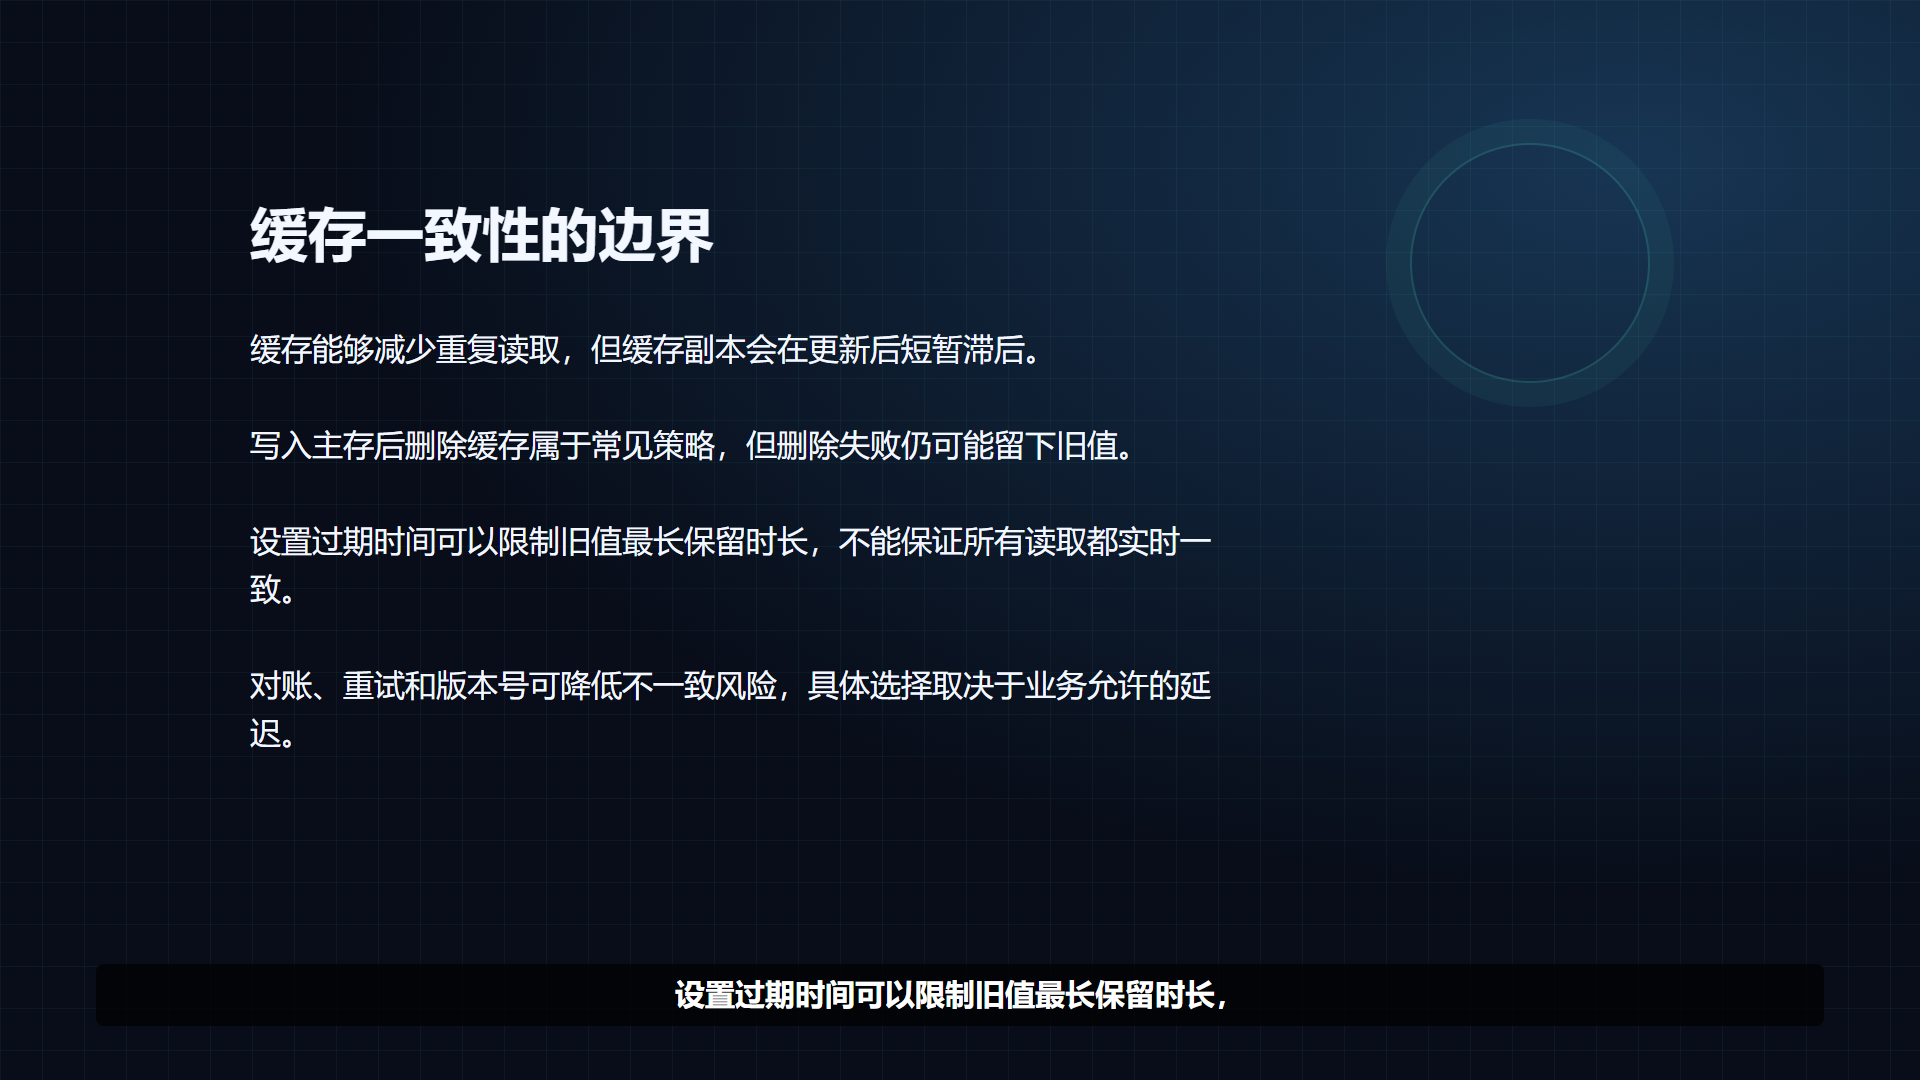 缓存一致性的边界
缓存能够减少重复读取，但缓存副本会在更新后短暂滞后。
写入主存后删除缓存属于常见策略，但删除失败仍可能留下旧值。
设置过期时间可以限制旧值最长保留时长，不能保证所有读取都实时一
致。
对账、重试和版本号可降低不一致风险，具体选择取决于业务允许的延
迟。
设置过期时间可以限制旧值最长保留时长，